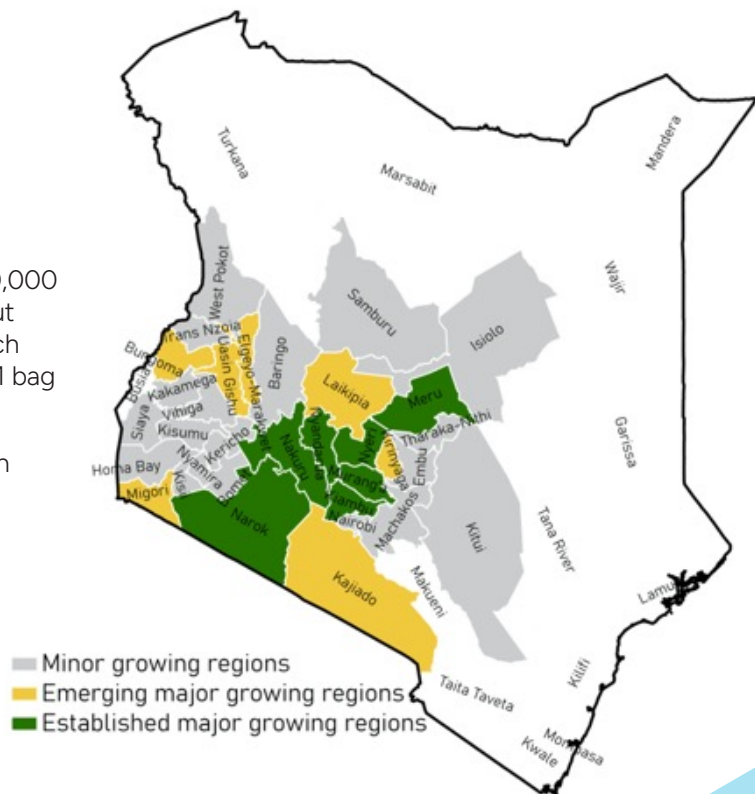 Turkana
Marsabit
Mandera
Wajir
,000
ut
ch
1 bag
n
West Pokot
Samburu
Isiolo
Trans Nzoia
Elgeyo-Marakwet
Bungoma
Uasin Gishu
Baringo
Laikipia
Meru
Busia
Kakamega
Vihiga
Siaya
Kisumu
Kericho
Nyandarua
Nyeri
Tharaka-Nithi
Garissa
Homa Bay
Nyamira
Nakuru
Kirinyaga
Embu
Muranga
Kisii
Bomet
Kiambu
Migori
Narok
Nairobi
Machakos
Kitui
Tana River
Kajiado
Makueni
Lamu
Minor growing regions
Emerging major growing regions
Established major growing regions
Taita Taveta
Kilifi
Mombasa
Kwale